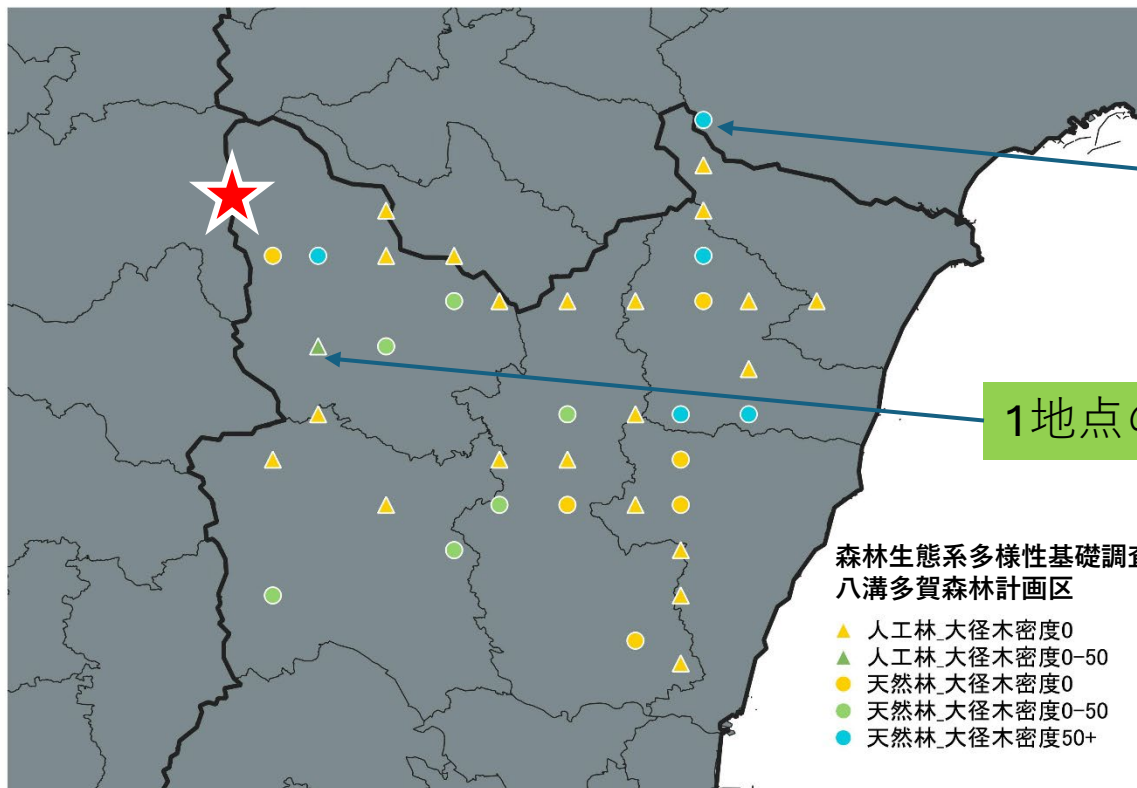 1地点の
森林生態系多様性基礎調査
八溝多賀森林計画区
人工林_大径木密度0
人工林_大径木密度0-50
天然林_大径木密度0
天然林_大径木密度0-50
天然林_大径木密度50+